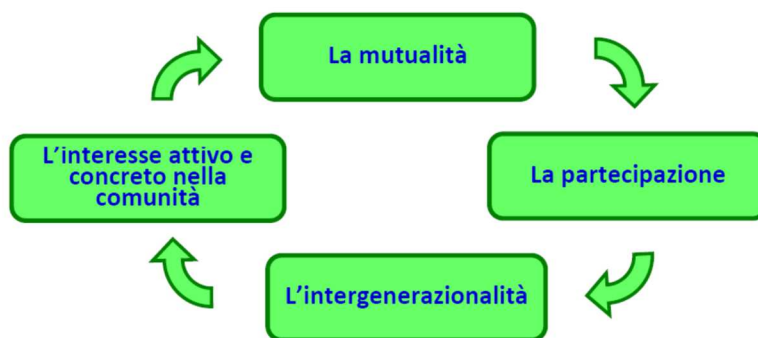 La mutualità
La partecipazione
L’intergenerazionalità
L’interesse attivo e
concreto nella
comunità